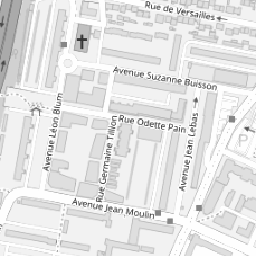 Rue de Versailles
Avenue Suzanne Buisson
Rue Odette Pain
Avenue Léon Blum
Rue Germaine Tillion
Avenue Jean Lebas
P
Avenue Jean Moulin